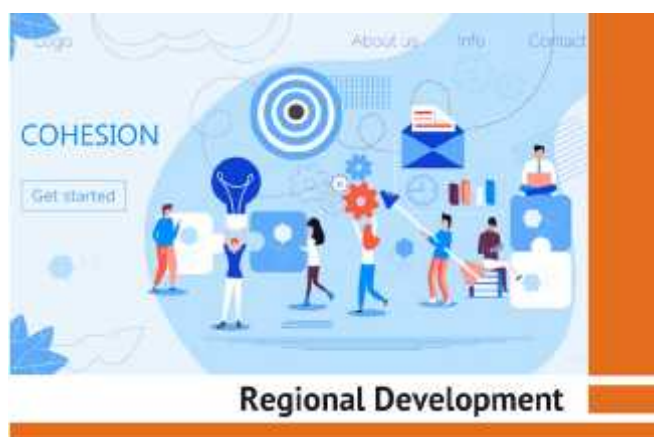 Logo About us Info Contact
COHESION
Get started
Regional Development